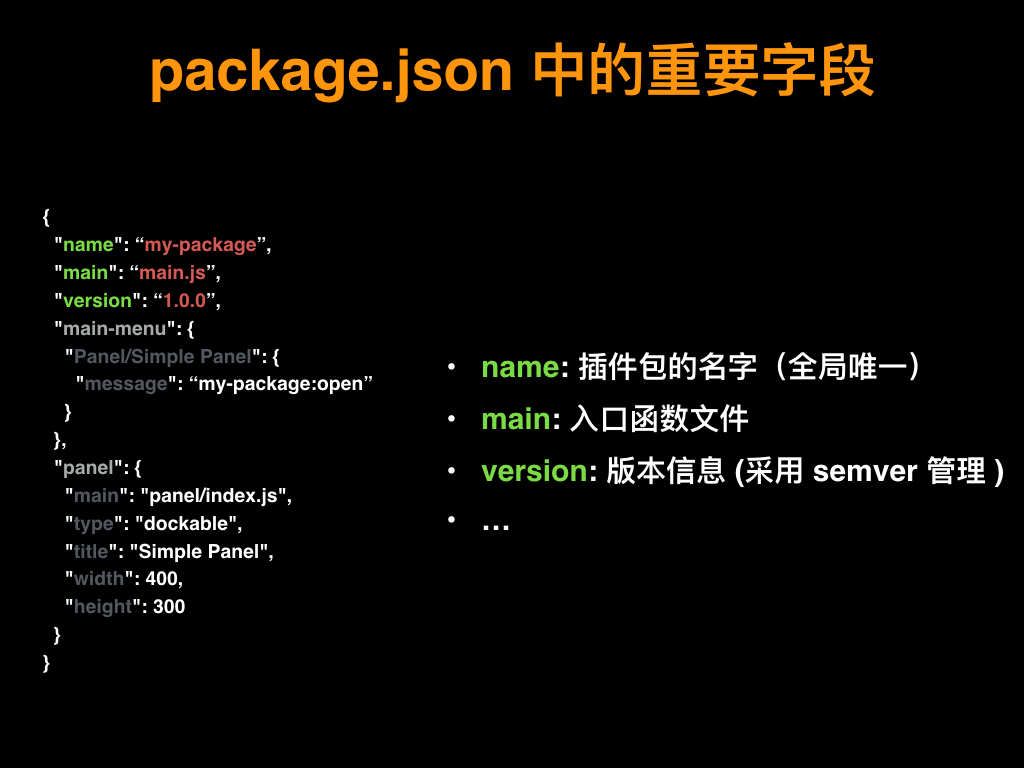 package.json 中的重要字段
{
"name": “my-package”,
"main": “main.js”,
"version": “1.0.0”,
"main-menu": {
"Panel/Simple Panel": {
"message": “my-package:open”
}
},
"panel": {
"main": "panel/index.js",
"type": "dockable",
"title": "Simple Panel",
"width": 400,
"height": 300
}
}
• name: 插件包的名字（全局唯一）
• main: 入口函数文件
• version: 版本信息 (采用 semver 管理 )
• …